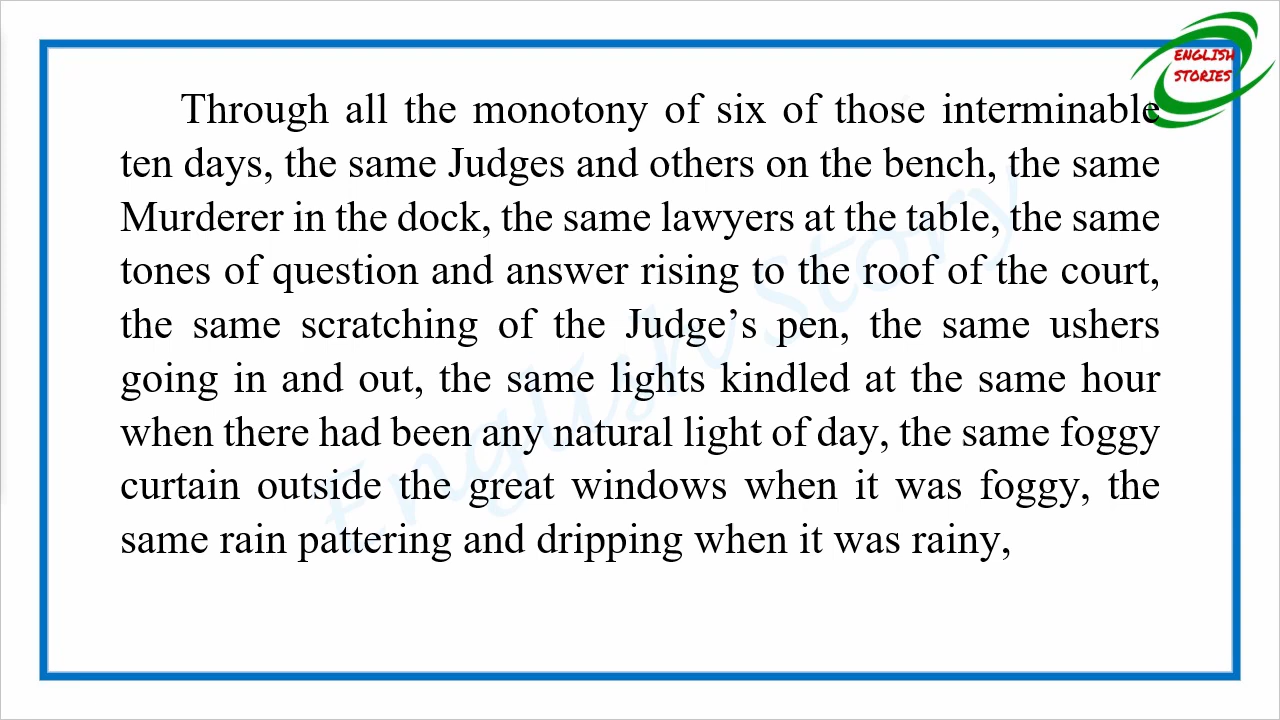 ENGLISH
STORIES
Through all the monotony of six of those interminable
ten days, the same Judges and others on the bench, the same
Murderer in the dock, the same lawyers at the table, the same
tones of question and answer rising to the roof of the court,
the same scratching of the Judge’s pen, the same ushers
going in and out, the same lights kindled at the same hour
when there had been any natural light of day, the same foggy
curtain outside the great windows when it was foggy, the
same rain pattering and dripping when it was rainy,
English Story